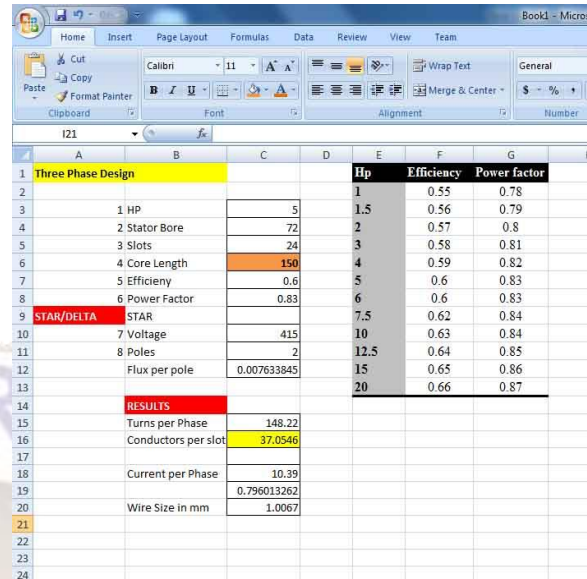 Book1 - Micros
Home Insert Page Layout Formulas Data Review View Team
Cut
Copy
Format Painter
Paste
Calibri 11 A A
B I U A
Wrap Text
Merge & Center
General
$ % ,
Clipboard Font Alignment Number
I21 fx
A B C D E F G
1 Three Phase Design Hp Efficiency Power factor
2 1 0.55 0.78
3 1 HP 5 1.5 0.56 0.79
4 2 Stator Bore 72 2 0.57 0.8
5 3 Slots 24 3 0.58 0.81
6 4 Core Length 150 4 0.59 0.82
7 5 Efficieny 0.6 5 0.6 0.83
8 6 Power Factor 0.83 6 0.6 0.83
9 STAR/DELTA STAR 7.5 0.62 0.84
10 7 Voltage 415 10 0.63 0.84
11 8 Poles 2 12.5 0.64 0.85
12 Flux per pole 0.007633845 15 0.65 0.86
13 20 0.66 0.87
14 RESULTS
15 Turns per Phase 148.22
16 Conductors per slot 37.0546
17
18 Current per Phase 10.39
19 0.796013262
20 Wire Size in mm 1.0067
21
22
23
24